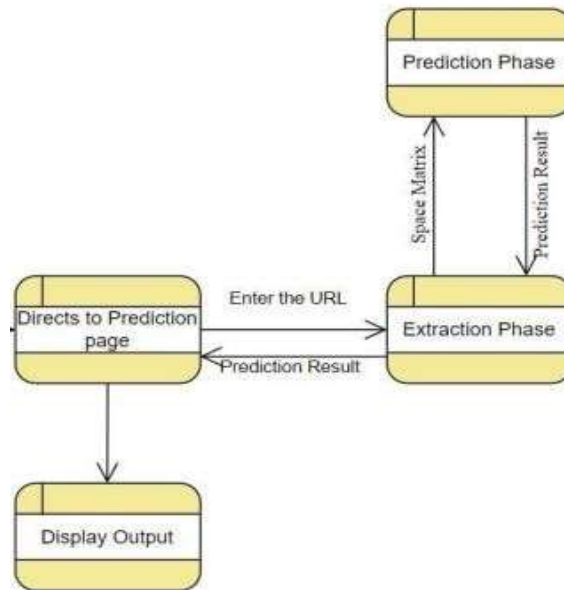 Prediction Phase
Space Matrix
Prediction Result
Enter the URL
Directs to Prediction
page
Extraction Phase
Prediction Result
Display Output